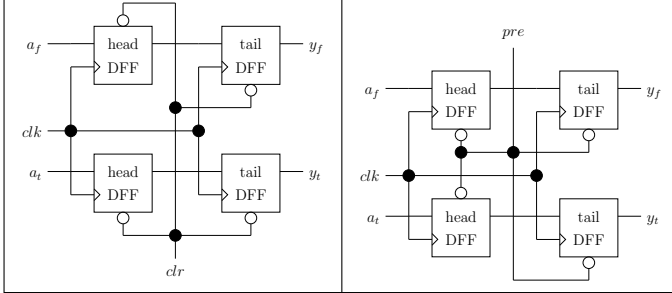 a_f head DFF tail DFF y_f
clk
a_t head DFF tail DFF y_t
clr
pre
a_f head DFF tail DFF y_f
clk
a_t head DFF tail DFF y_t